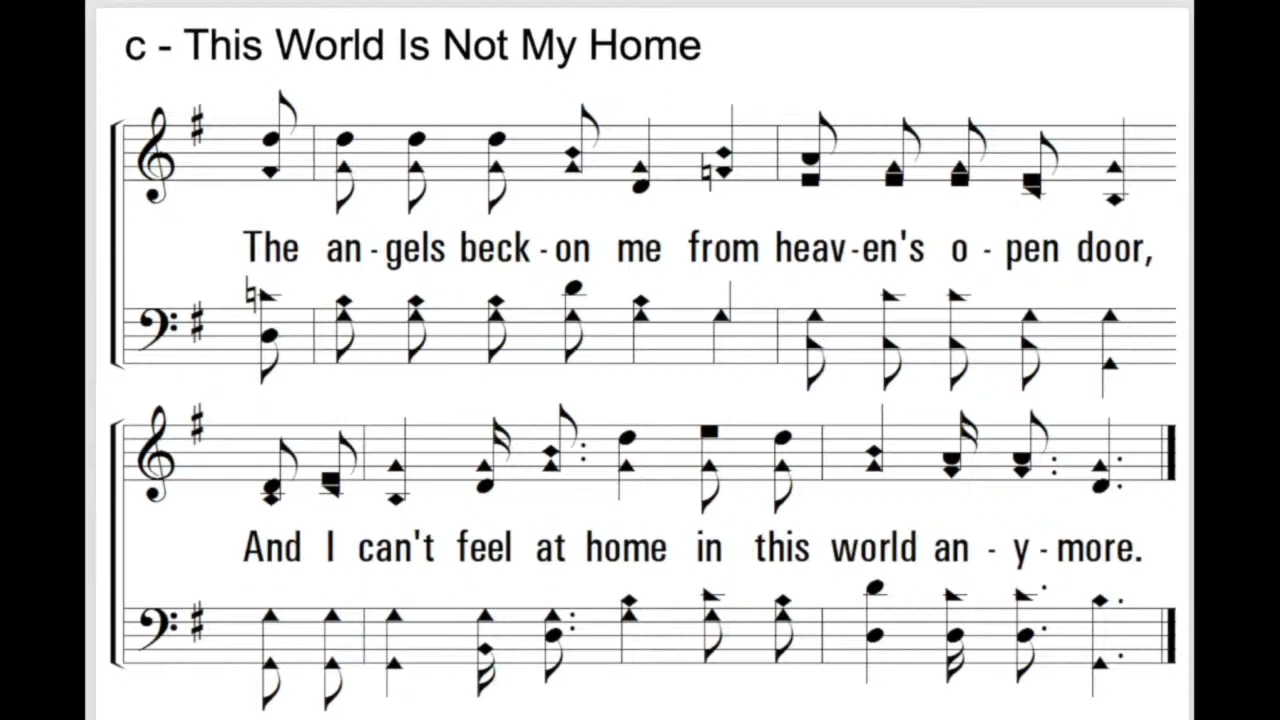 c - This World Is Not My Home
The an - gels beck - on me from heav - en's o - pen door,
And I can't feel at home in this world an - y - more.